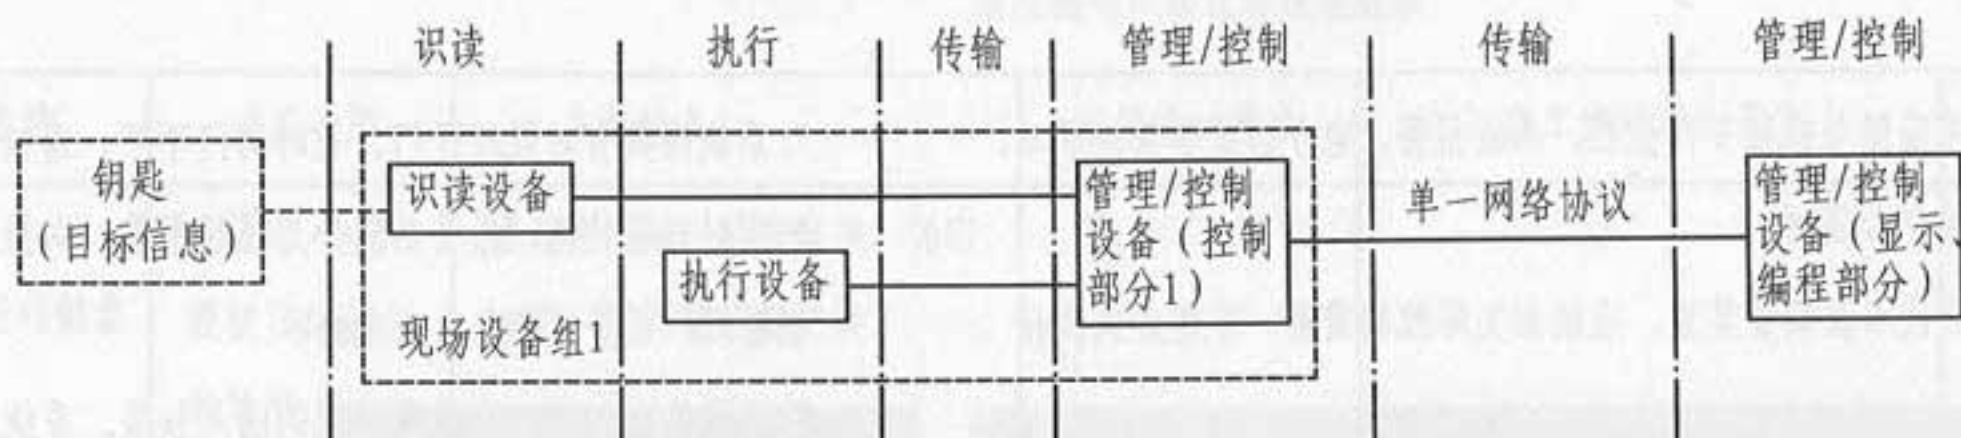 识读
执行
传输
管理/控制
传输
管理/控制
钥匙
(目标信息)
识读设备
执行设备
现场设备组1
管理/控制
设备(控制
部分1)
单一网络协议
管理/控制
设备(显示、
编程部分)